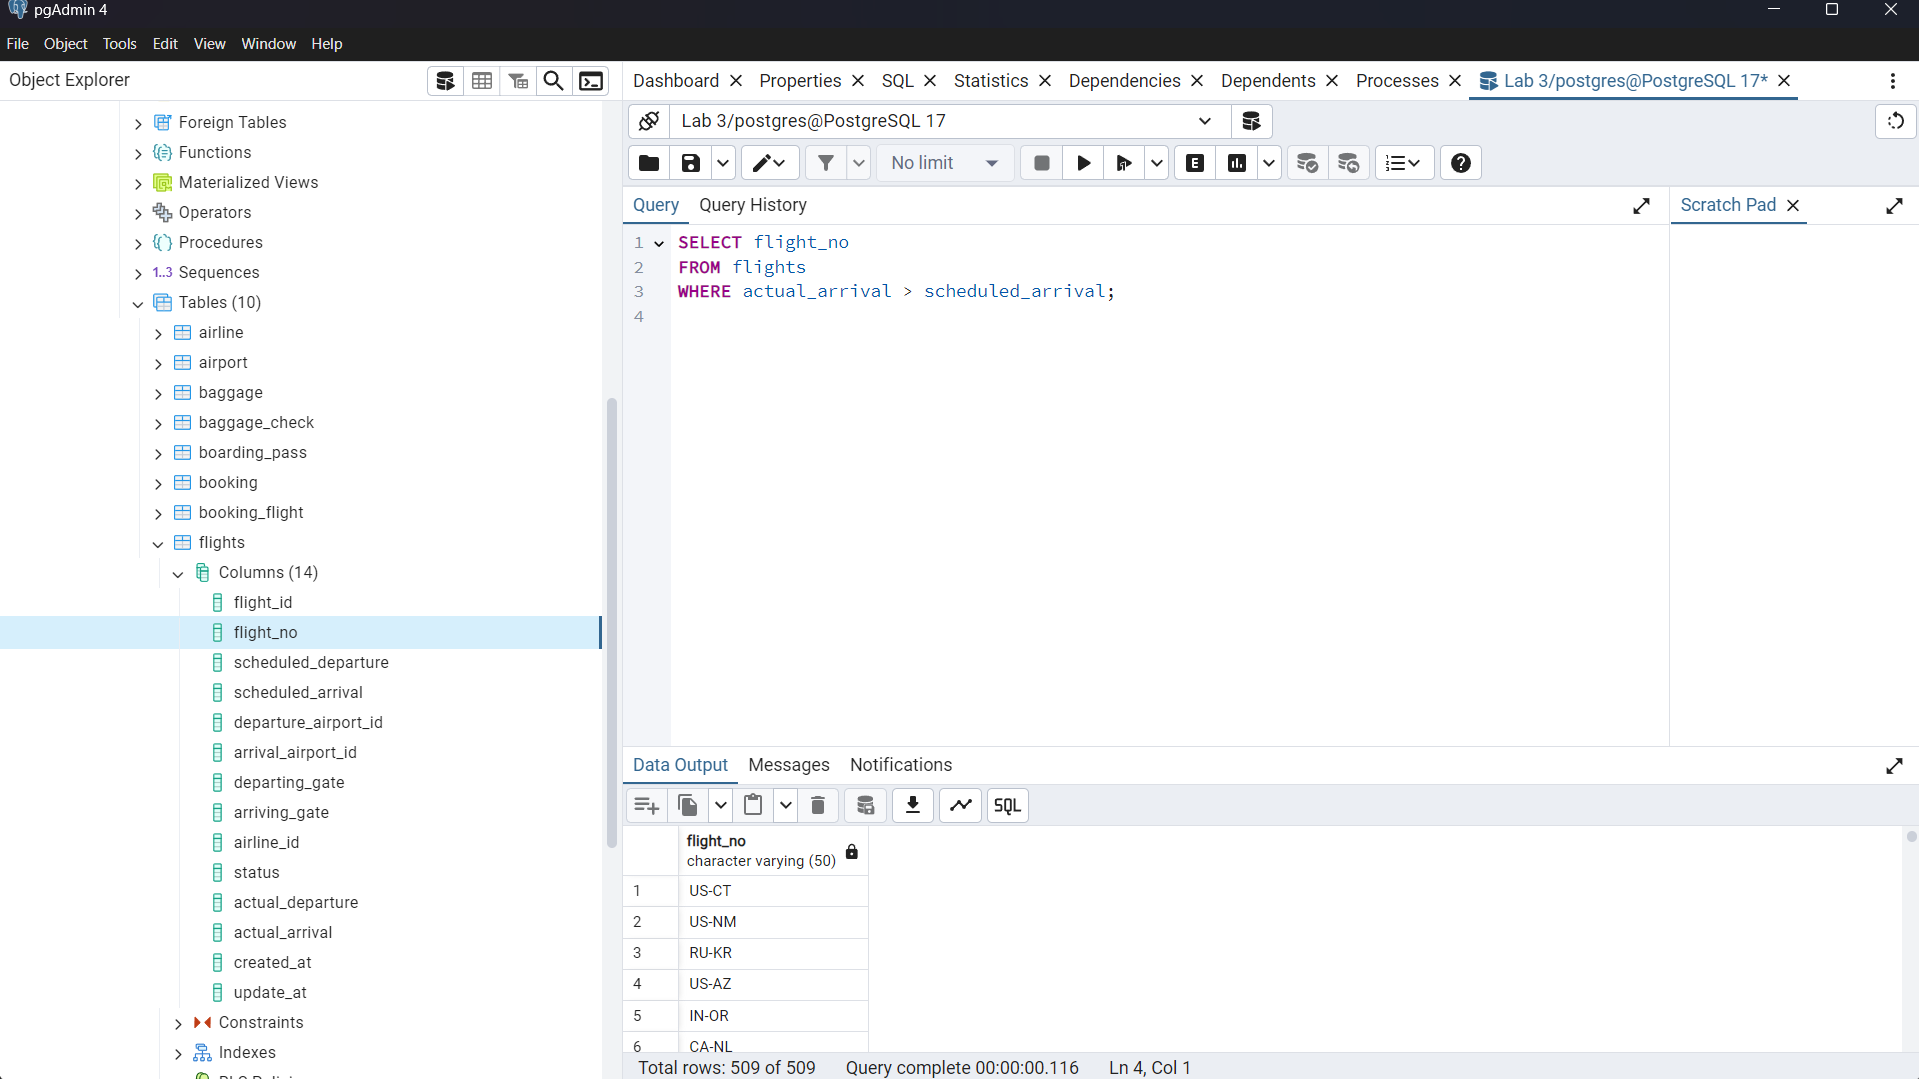 pgAdmin 4
File Object Tools Edit View Window Help
Object Explorer
Foreign Tables
Functions
Materialized Views
Operators
Procedures
1..3 Sequences
Tables (10)
airline
airport
baggage
baggage_check
boarding_pass
booking
booking_flight
flights
Columns (14)
flight_id
flight_no
scheduled_departure
scheduled_arrival
departure_airport_id
arrival_airport_id
departing_gate
arriving_gate
airline_id
status
actual_departure
actual_arrival
created_at
update_at
Constraints
Indexes
Dashboard Properties SQL Statistics Dependencies Dependents Processes Lab 3/postgres@PostgreSQL 17*
Lab 3/postgres@PostgreSQL 17
No limit
E
Query Query History
Scratch Pad
1 SELECT flight_no
2 FROM flights
3 WHERE actual_arrival > scheduled_arrival;
4
Data Output Messages Notifications
SQL
flight_no
character varying (50)
1 US-CT
2 US-NM
3 RU-KR
4 US-AZ
5 IN-OR
6 CA-NL
Total rows: 509 of 509 Query complete 00:00:00.116 Ln 4, Col 1